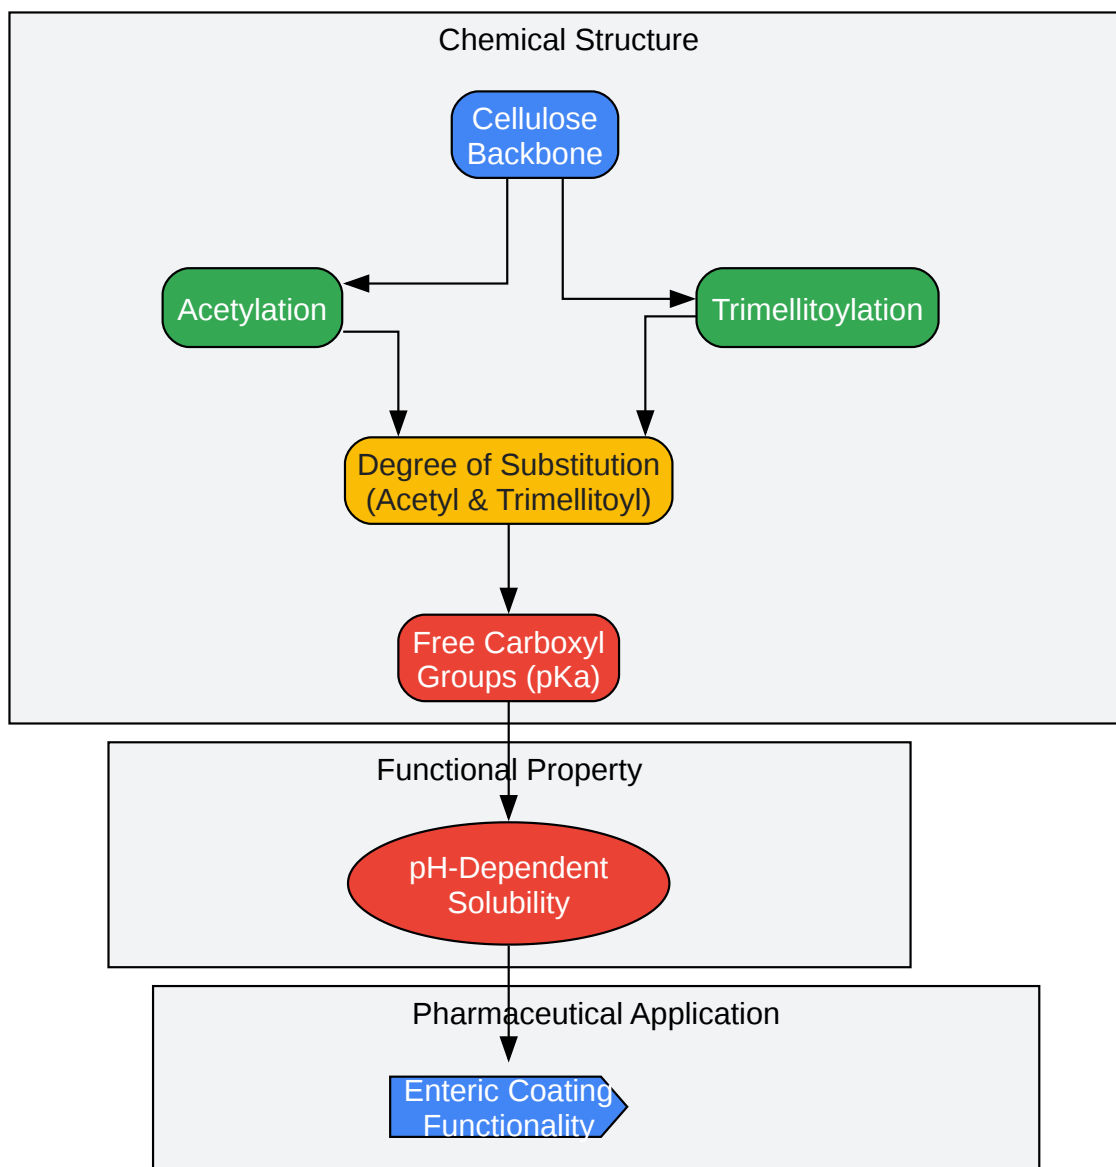 Chemical Structure
Cellulose
Backbone
Acetylation
Trimellitoylation
Degree of Substitution
(Acetyl & Trimellitoyl)
Free Carboxyl
Groups (pKa)
Functional Property
pH-Dependent
Solubility
Pharmaceutical Application
Enteric Coating
Functionality